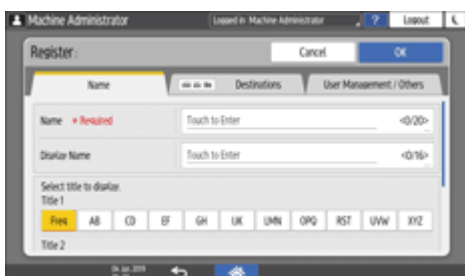 Machine Administrator
Logged in Machine Administrator
?
Logout
Register:
Cancel
OK
Name
Destinations
User Management / Others
Name
* Required
Touch to Enter
<0/20>
Display Name
Touch to Enter
<0/16>
Select title to display.
Title 1
Freq. AB CD EF GH IJK LMN OPQ RST UVW XYZ
Title 2